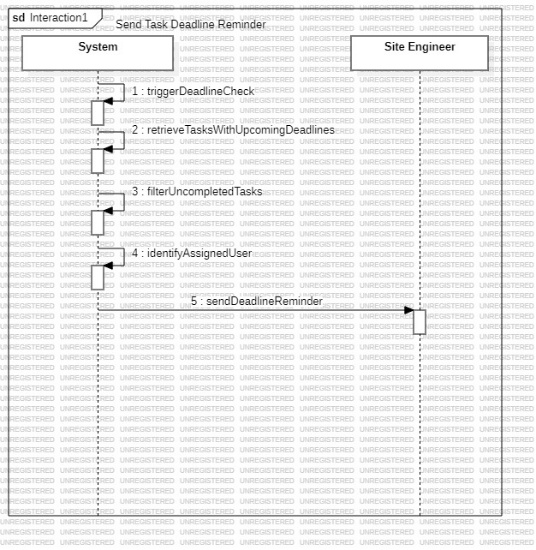 sd Interaction1
Send Task Deadline Reminder
System
Site Engineer
1 : triggerDeadlineCheck
2 : retrieveTasksWithUpcomingDeadlines
3 : filterUncompletedTasks
4 : identifyAssignedUser
5 : sendDeadlineReminder
UNREGISTERED